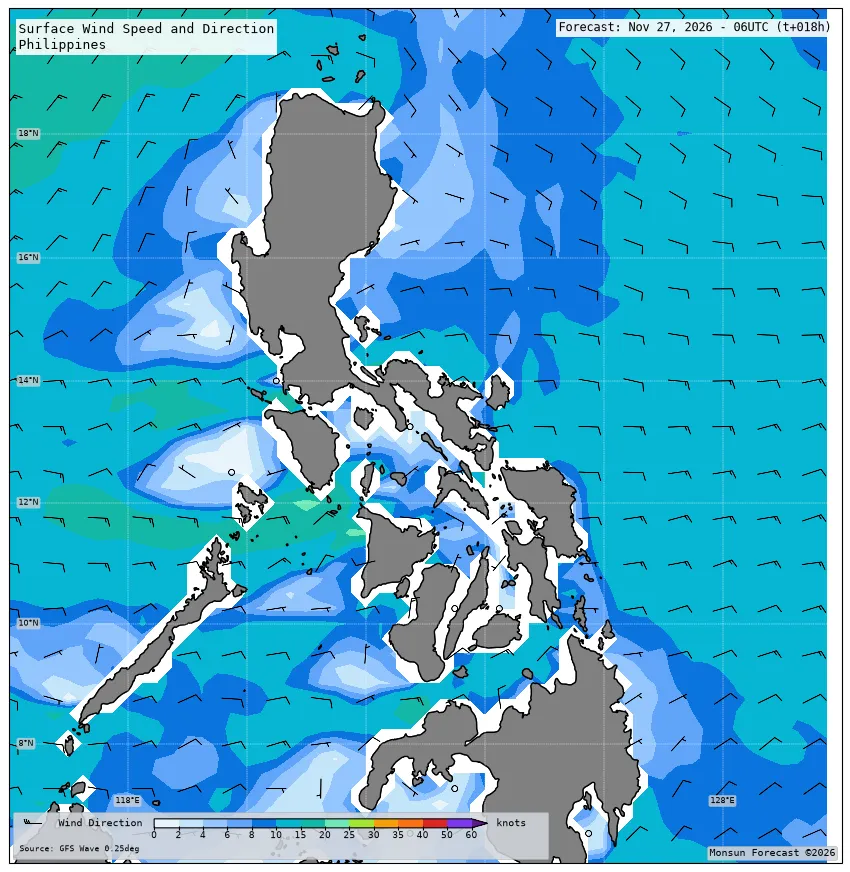 Surface Wind Speed and Direction
Philippines
Forecast: Nov 27, 2026 - 06UTC (t+018h)
18°N
16°N
14°N
12°N
10°N
8°N
118°E
128°E
Wind Direction
0 2 4 6 8 10 15 20 25 30 35 40 50 60
knots
Source: GFS Wave 0.25deg
Monsun Forecast ©2026